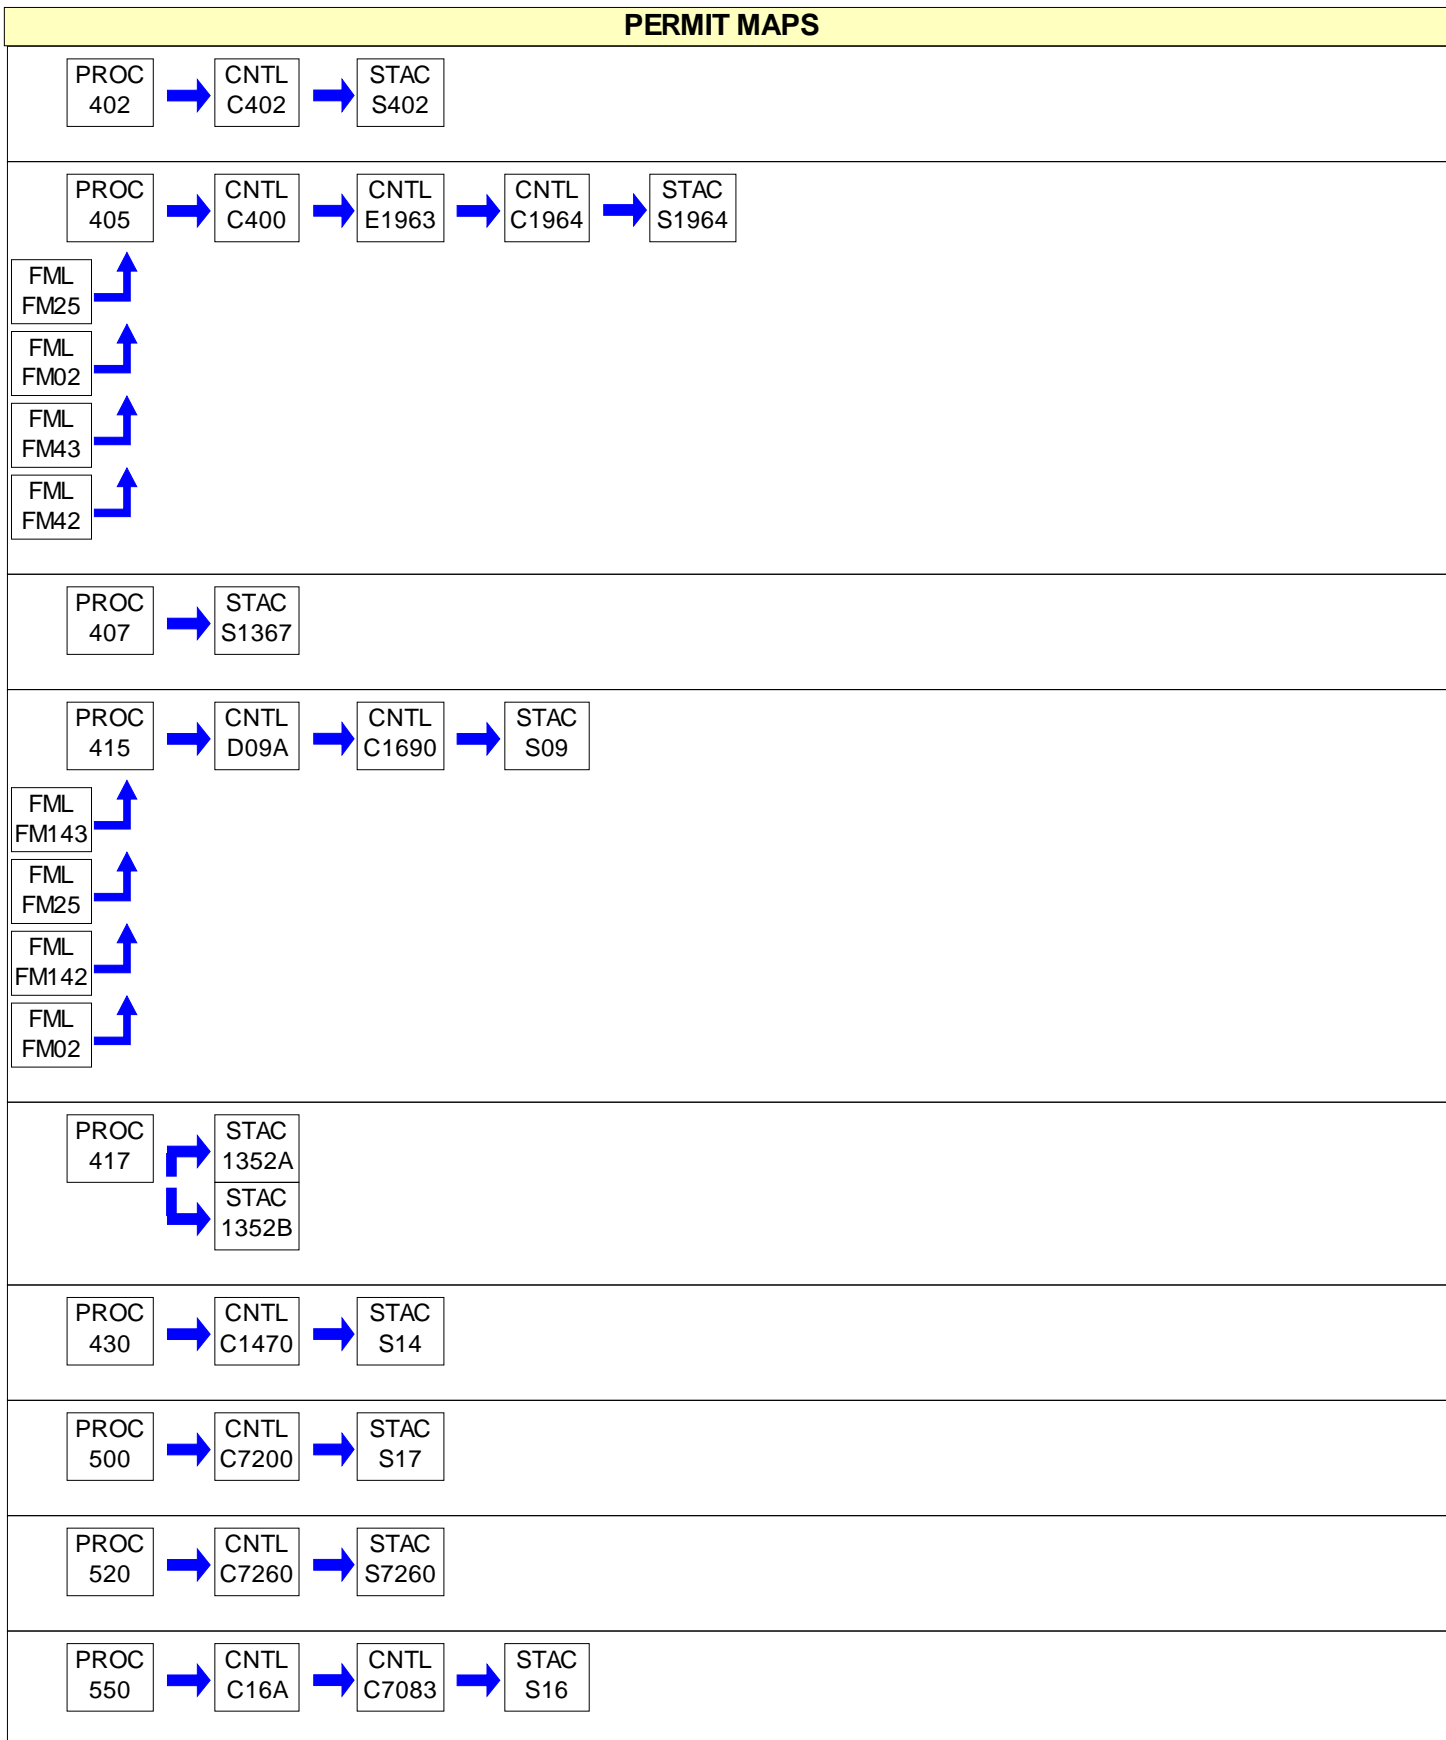 PERMIT MAPS
PROC
402
CNTL
C402
STAC
S402
PROC
405
CNTL
C400
CNTL
E1963
CNTL
C1964
STAC
S1964
FML
FM25
FML
FM02
FML
FM43
FML
FM42
PROC
407
STAC
S1367
PROC
415
CNTL
D09A
CNTL
C1690
STAC
S09
FML
FM143
FML
FM25
FML
FM142
FML
FM02
PROC
417
STAC
1352A
STAC
1352B
PROC
430
CNTL
C1470
STAC
S14
PROC
500
CNTL
C7200
STAC
S17
PROC
520
CNTL
C7260
STAC
S7260
PROC
550
CNTL
C16A
CNTL
C7083
STAC
S16